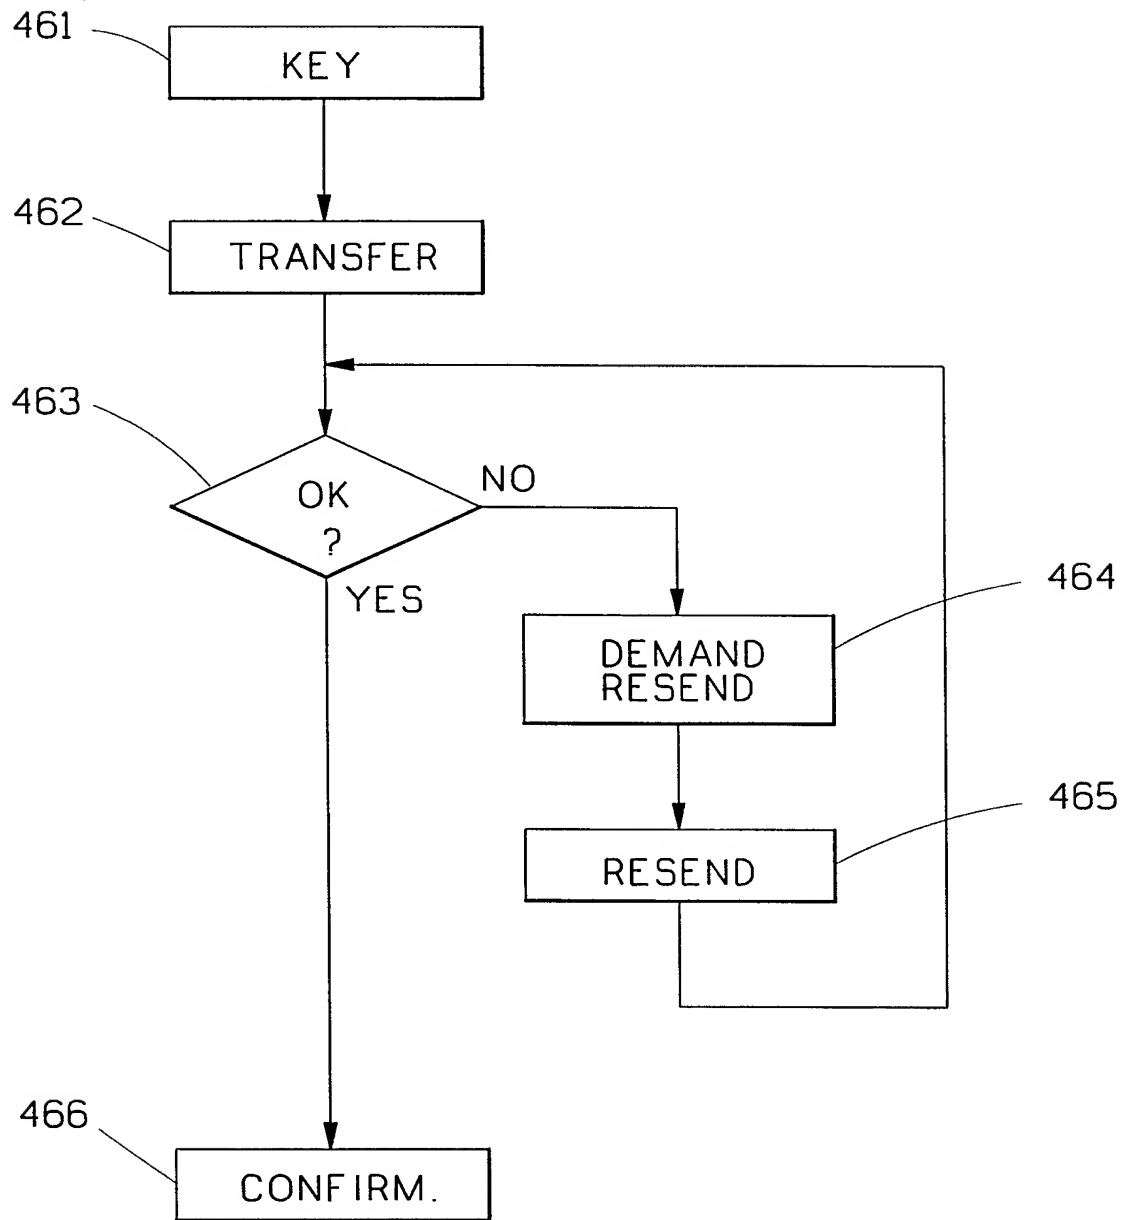 461
KEY
462
TRANSFER
463
OK
?
NO
YES
464
DEMAND
RESEND
465
RESEND
466
CONFIRM.